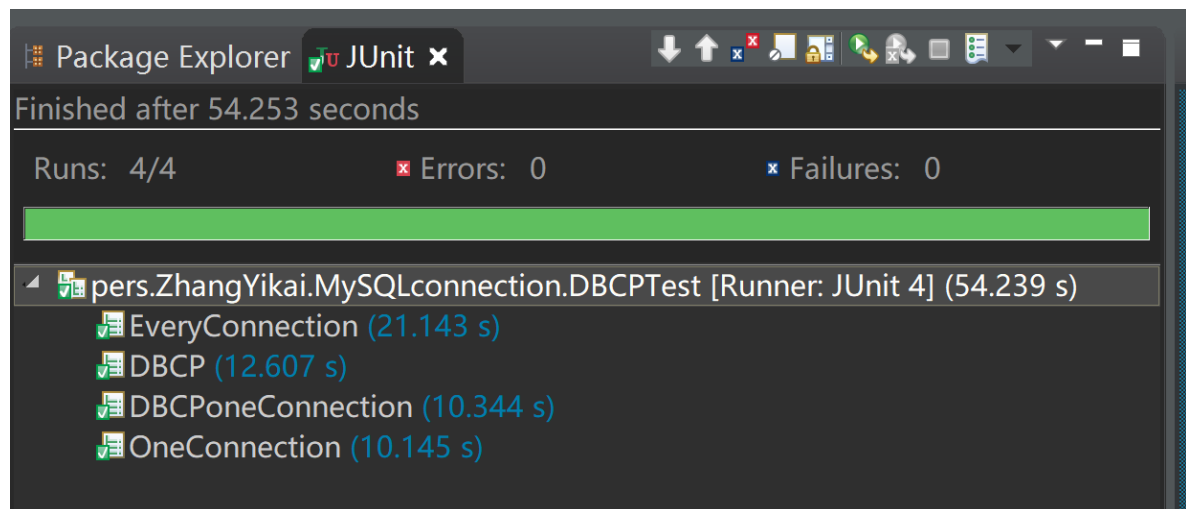 Package Explorer JUnit
Finished after 54.253 seconds
Runs: 4/4 Errors: 0 Failures: 0
pers.ZhangYikai.MySQLconnection.DBCPTest [Runner: JUnit 4] (54.239 s)
EveryConnection (21.143 s)
DBCP (12.607 s)
DBCPoneConnection (10.344 s)
OneConnection (10.145 s)